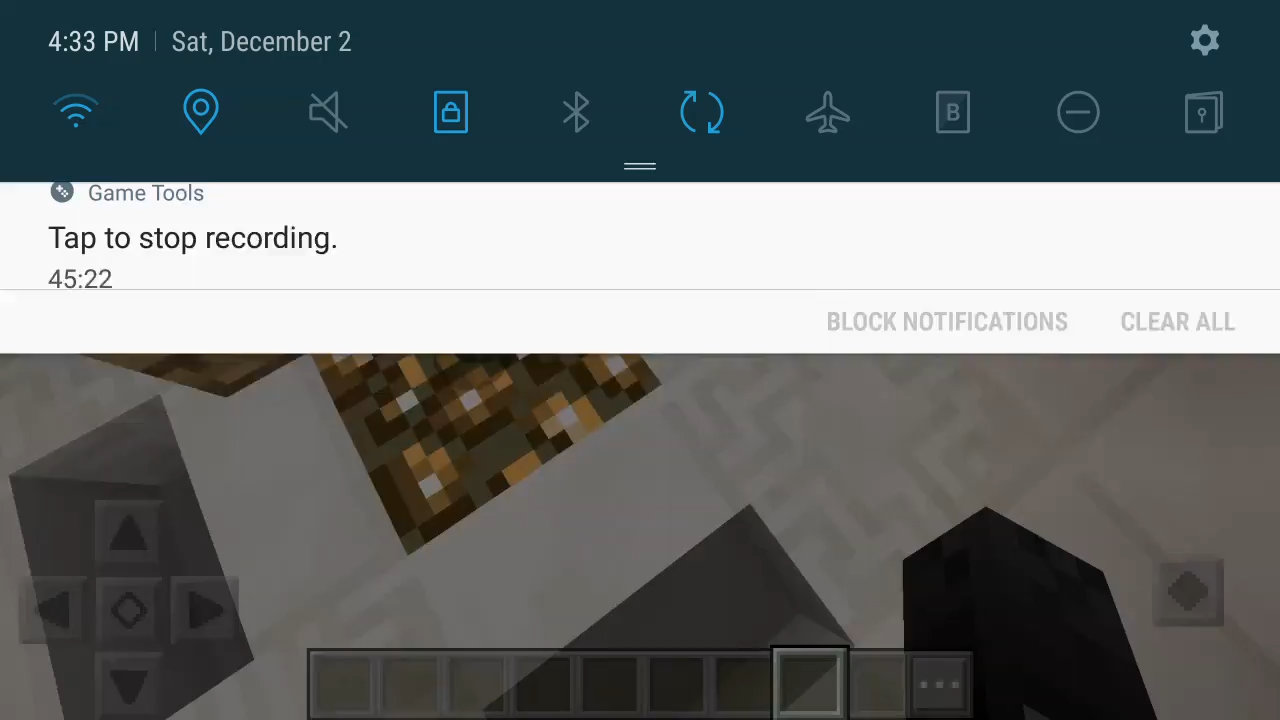 4:33 PM | Sat, December 2
B
Game Tools
Tap to stop recording.
45:22
BLOCK NOTIFICATIONS CLEAR ALL